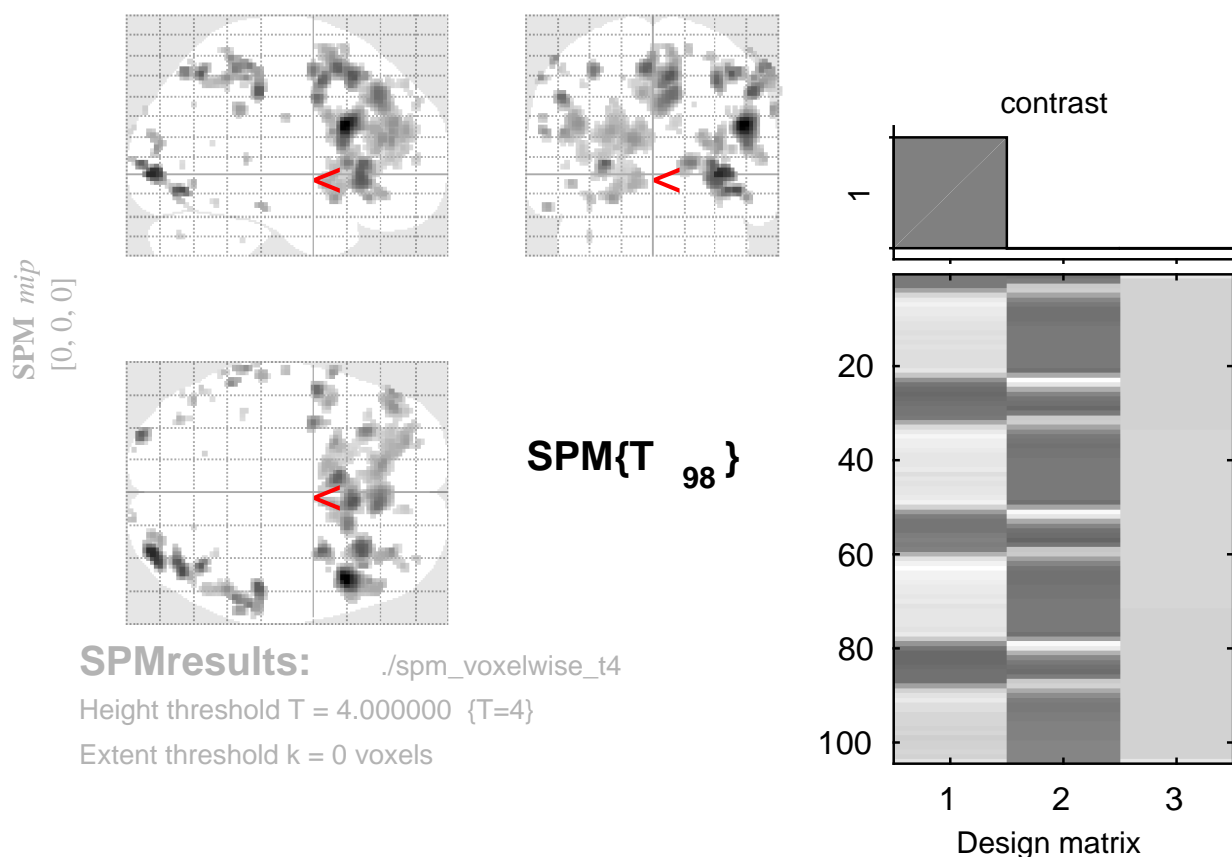 SPM mip
[0, 0, 0]
<
<
<
SPM{T 98}
SPMresults: ./spm_voxelwise_t4
Height threshold T = 4.000000 {T=4}
Extent threshold k = 0 voxels
contrast
1
20
40
60
80
100
1 2 3
Design matrix